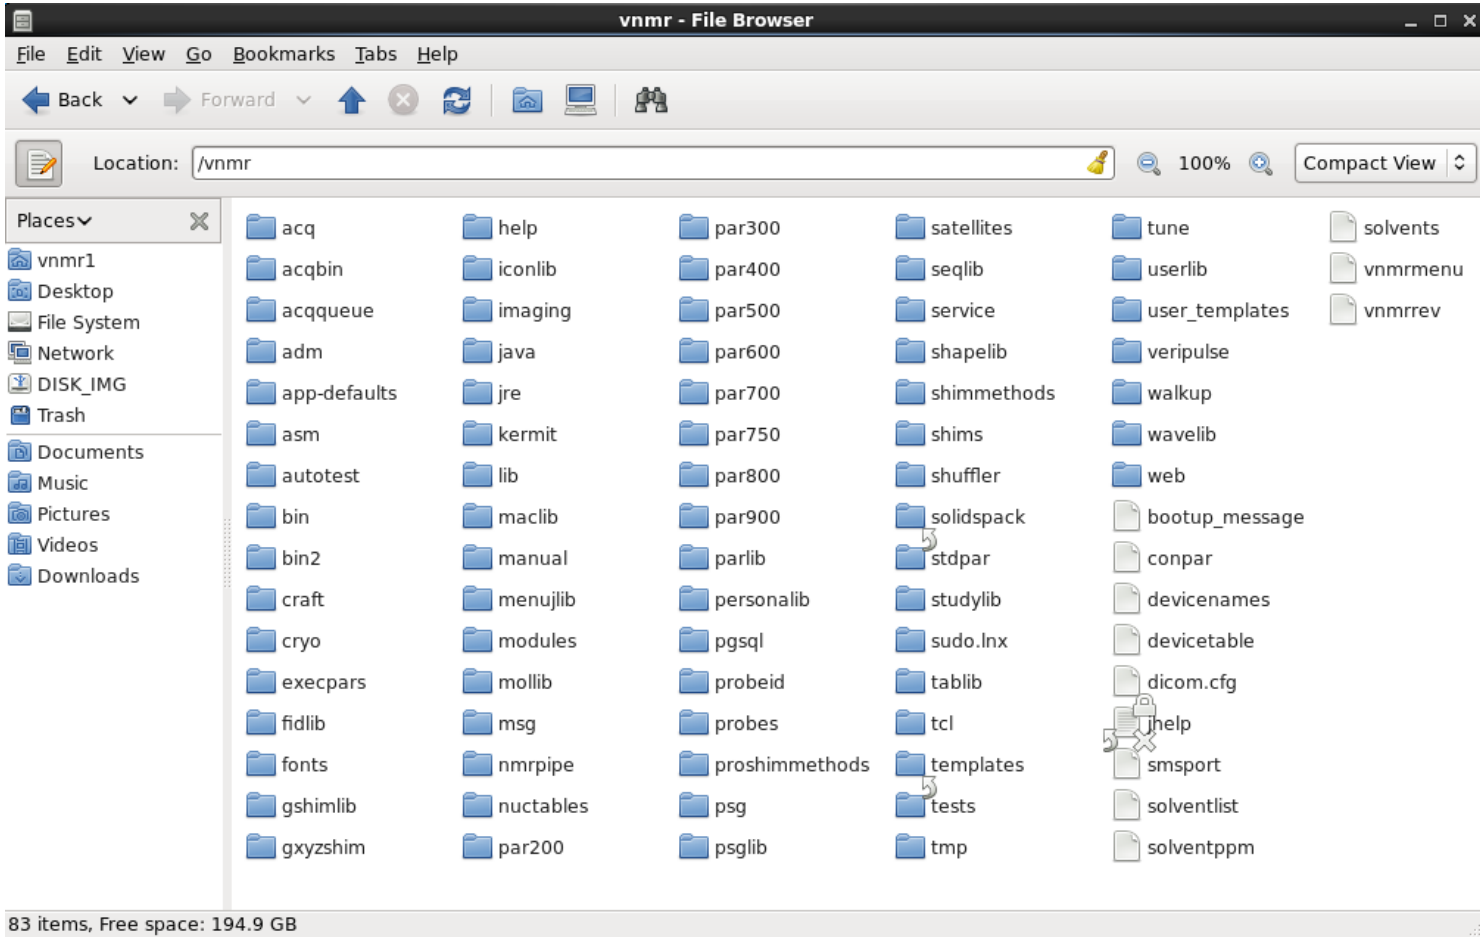 vnmr - File Browser
File Edit View Go Bookmarks Tabs Help
Back Forward
Location: /vnmr 100% Compact View
Places
vnmr1
Desktop
File System
Network
DISK_IMG
Trash
Documents
Music
Pictures
Videos
Downloads
acq
acqbin
acqqueue
adm
app-defaults
asm
autotest
bin
bin2
craft
cryo
execpars
fidlib
fonts
gshimlib
gxyzshim
help
iconlib
imaging
java
jre
kermit
lib
maclib
manual
menujlib
modules
mollib
msg
nmrpipe
nuctables
par200
par300
par400
par500
par600
par700
par750
par800
par900
parlib
personalib
pgsql
probeid
probes
proshimmethods
psg
psglib
satellites
seqlib
service
shapelib
shimmethods
shims
shuffler
solidspack
stdpar
studylib
sudo.lnx
tablib
tcl
templates
tests
tmp
tune
userlib
user_templates
veripulse
walkup
wavelib
web
bootup_message
conpar
devicenames
devicetable
dicom.cfg
jhelp
smsport
solventlist
solventppm
solvents
vnmrmenu
vnmrrev
83 items, Free space: 194.9 GB